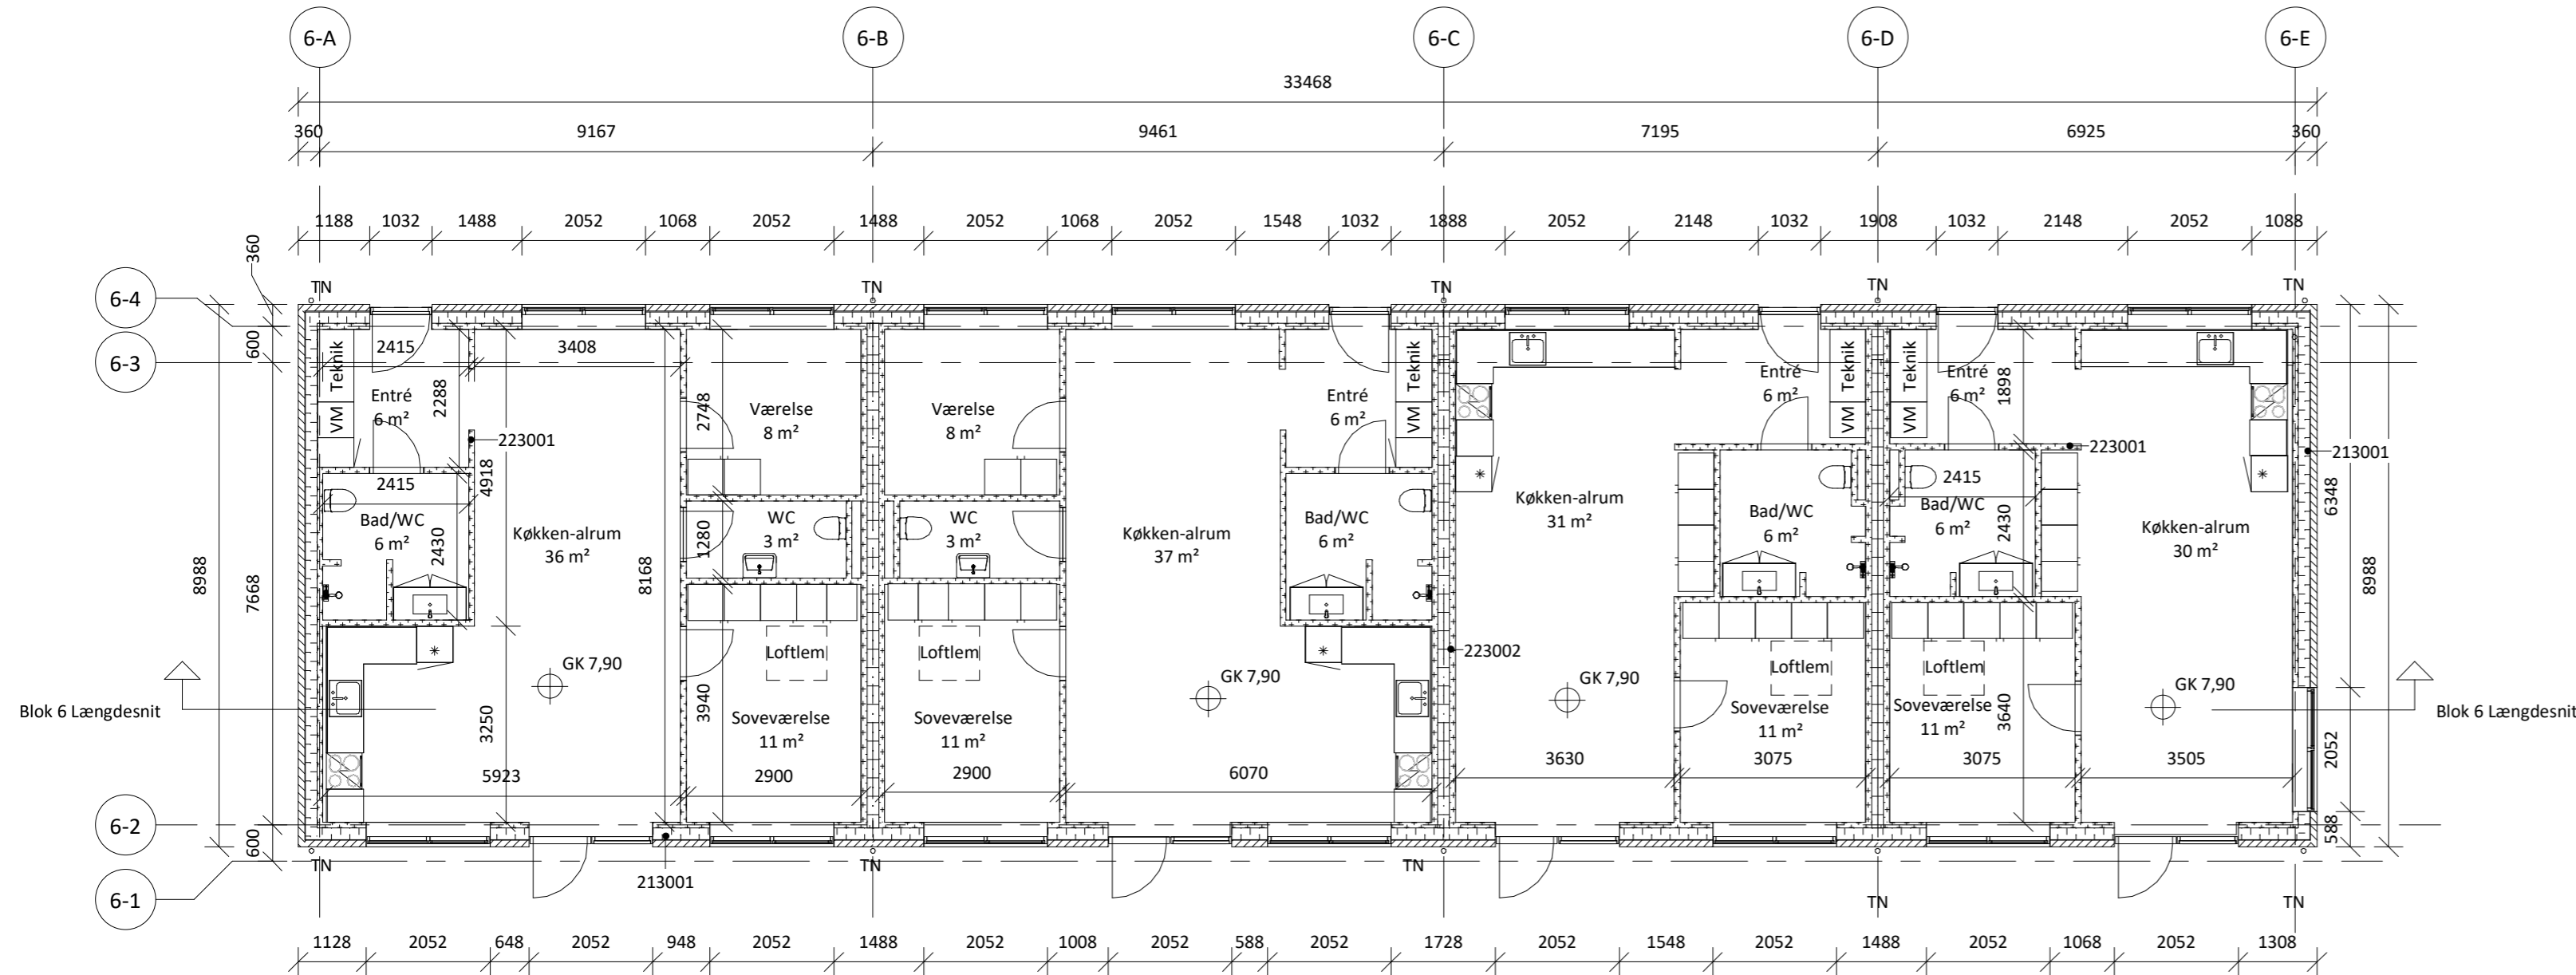 6-A 6-B 6-C 6-D 6-E
33468
360 9167 9461 7195 6925 360
1188 1032 1488 2052 1068 2052 1488 2052 1068 2052 1548 1032 1888 2052 2148 1032 1908 1032 2148 2052 1088
360
TN TN TN TN TN
6-4
600
6-3
2415 3408
Teknik Teknik Teknik Teknik
Entré
6 m²
2288
VM
2748
Værelse
8 m²
Værelse
8 m²
Entré
6 m²
VM
Entré
6 m²
VM
VM
Entré
6 m²
1898
223001
223001
213001
4918
2415
Bad/WC
6 m²
2430
Køkken-alrum
36 m²
1280
WC
3 m²
WC
3 m²
Køkken-alrum
37 m²
Bad/WC
6 m²
Køkken-alrum
31 m²
Bad/WC
6 m²
2415
Bad/WC
6 m²
2430
Køkken-alrum
30 m²
6348
8988
7668
8168
8988
Loftlem Loftlem
223002
Loftlem Loftlem
GK 7,90 GK 7,90 GK 7,90 GK 7,90
Blok 6 Længdesnit
3250
3940
Soveværelse
11 m²
Soveværelse
11 m²
Soveværelse
11 m²
Soveværelse
11 m²
3640
Blok 6 Længdesnit
2052
5923 2900 2900 6070 3630 3075 3075 3505
6-2
600
588
TN TN TN
213001
6-1
TN TN
1128 2052 648 2052 948 2052 1488 2052 1008 2052 588 2052 1728 2052 1548 2052 1488 2052 1068 2052 1308